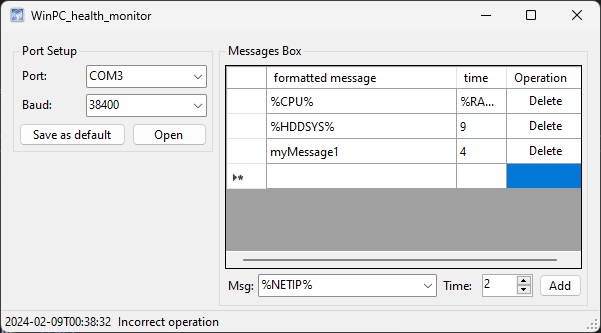 WinPC_health_monitor
Port Setup
Port: COM3
Baud: 38400
Save as default Open
Messages Box
formatted message time Operation
%CPU% %RA... Delete
%HDDSYS% 9 Delete
myMessage1 4 Delete
Msg: %NETIP% Time: 2 Add
2024-02-09T00:38:32 Incorrect operation